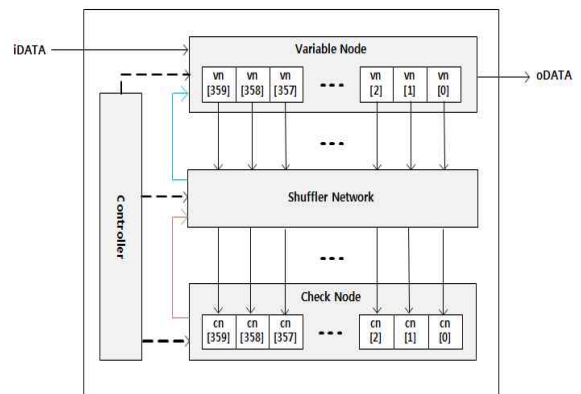 Variable Node
iDATA
vn [359] vn [358] vn [357] ... vn [2] vn [1] vn [0]
oDATA
...
Controller
Shuffler Network
...
Check Node
cn [359] cn [358] cn [357] ... cn [2] cn [1] cn [0]